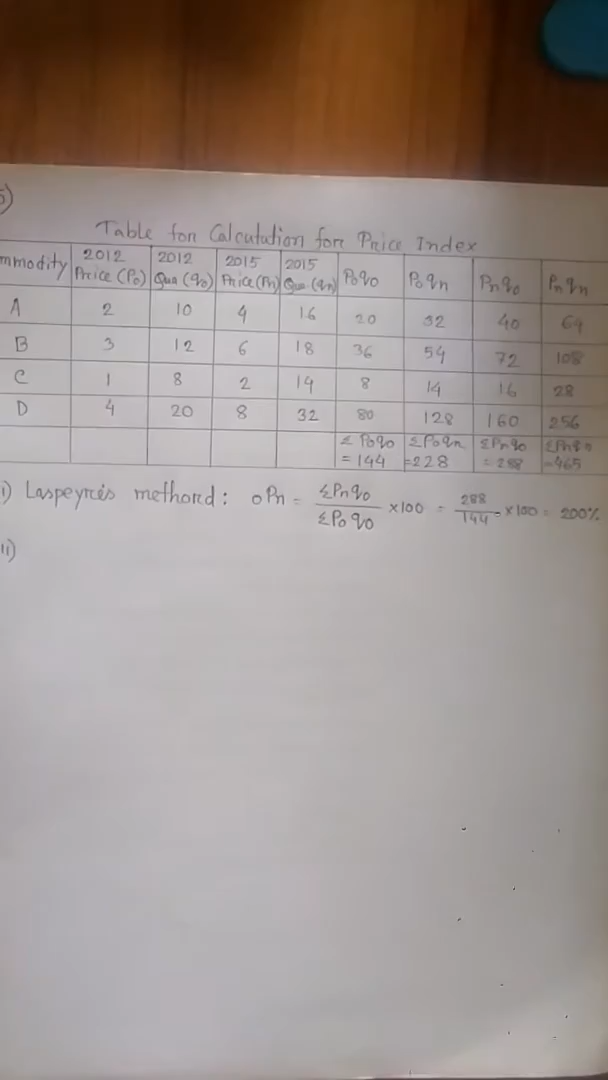 5)
Table for Calculation for Price Index
mmodity 2012 Price (P₀) 2012 Qua (q₀) 2015 Price (Pn) 2015 Qua (qn) P₀q₀ P₀qn Pnq₀ Pnqn
A 2 10 4 16 20 32 40 64
B 3 12 6 18 36 54 72 108
C 1 8 2 14 8 14 16 28
D 4 20 8 32 80 128 160 256
ΣP₀q₀ =144 ΣP₀qn =228 ΣPnq₀ =288 =465
i) Laspeyre's methord: ₀Pn = ΣPnq₀ / ΣP₀q₀ ×100 = 288 / 144 ×100 = 200%
ii)